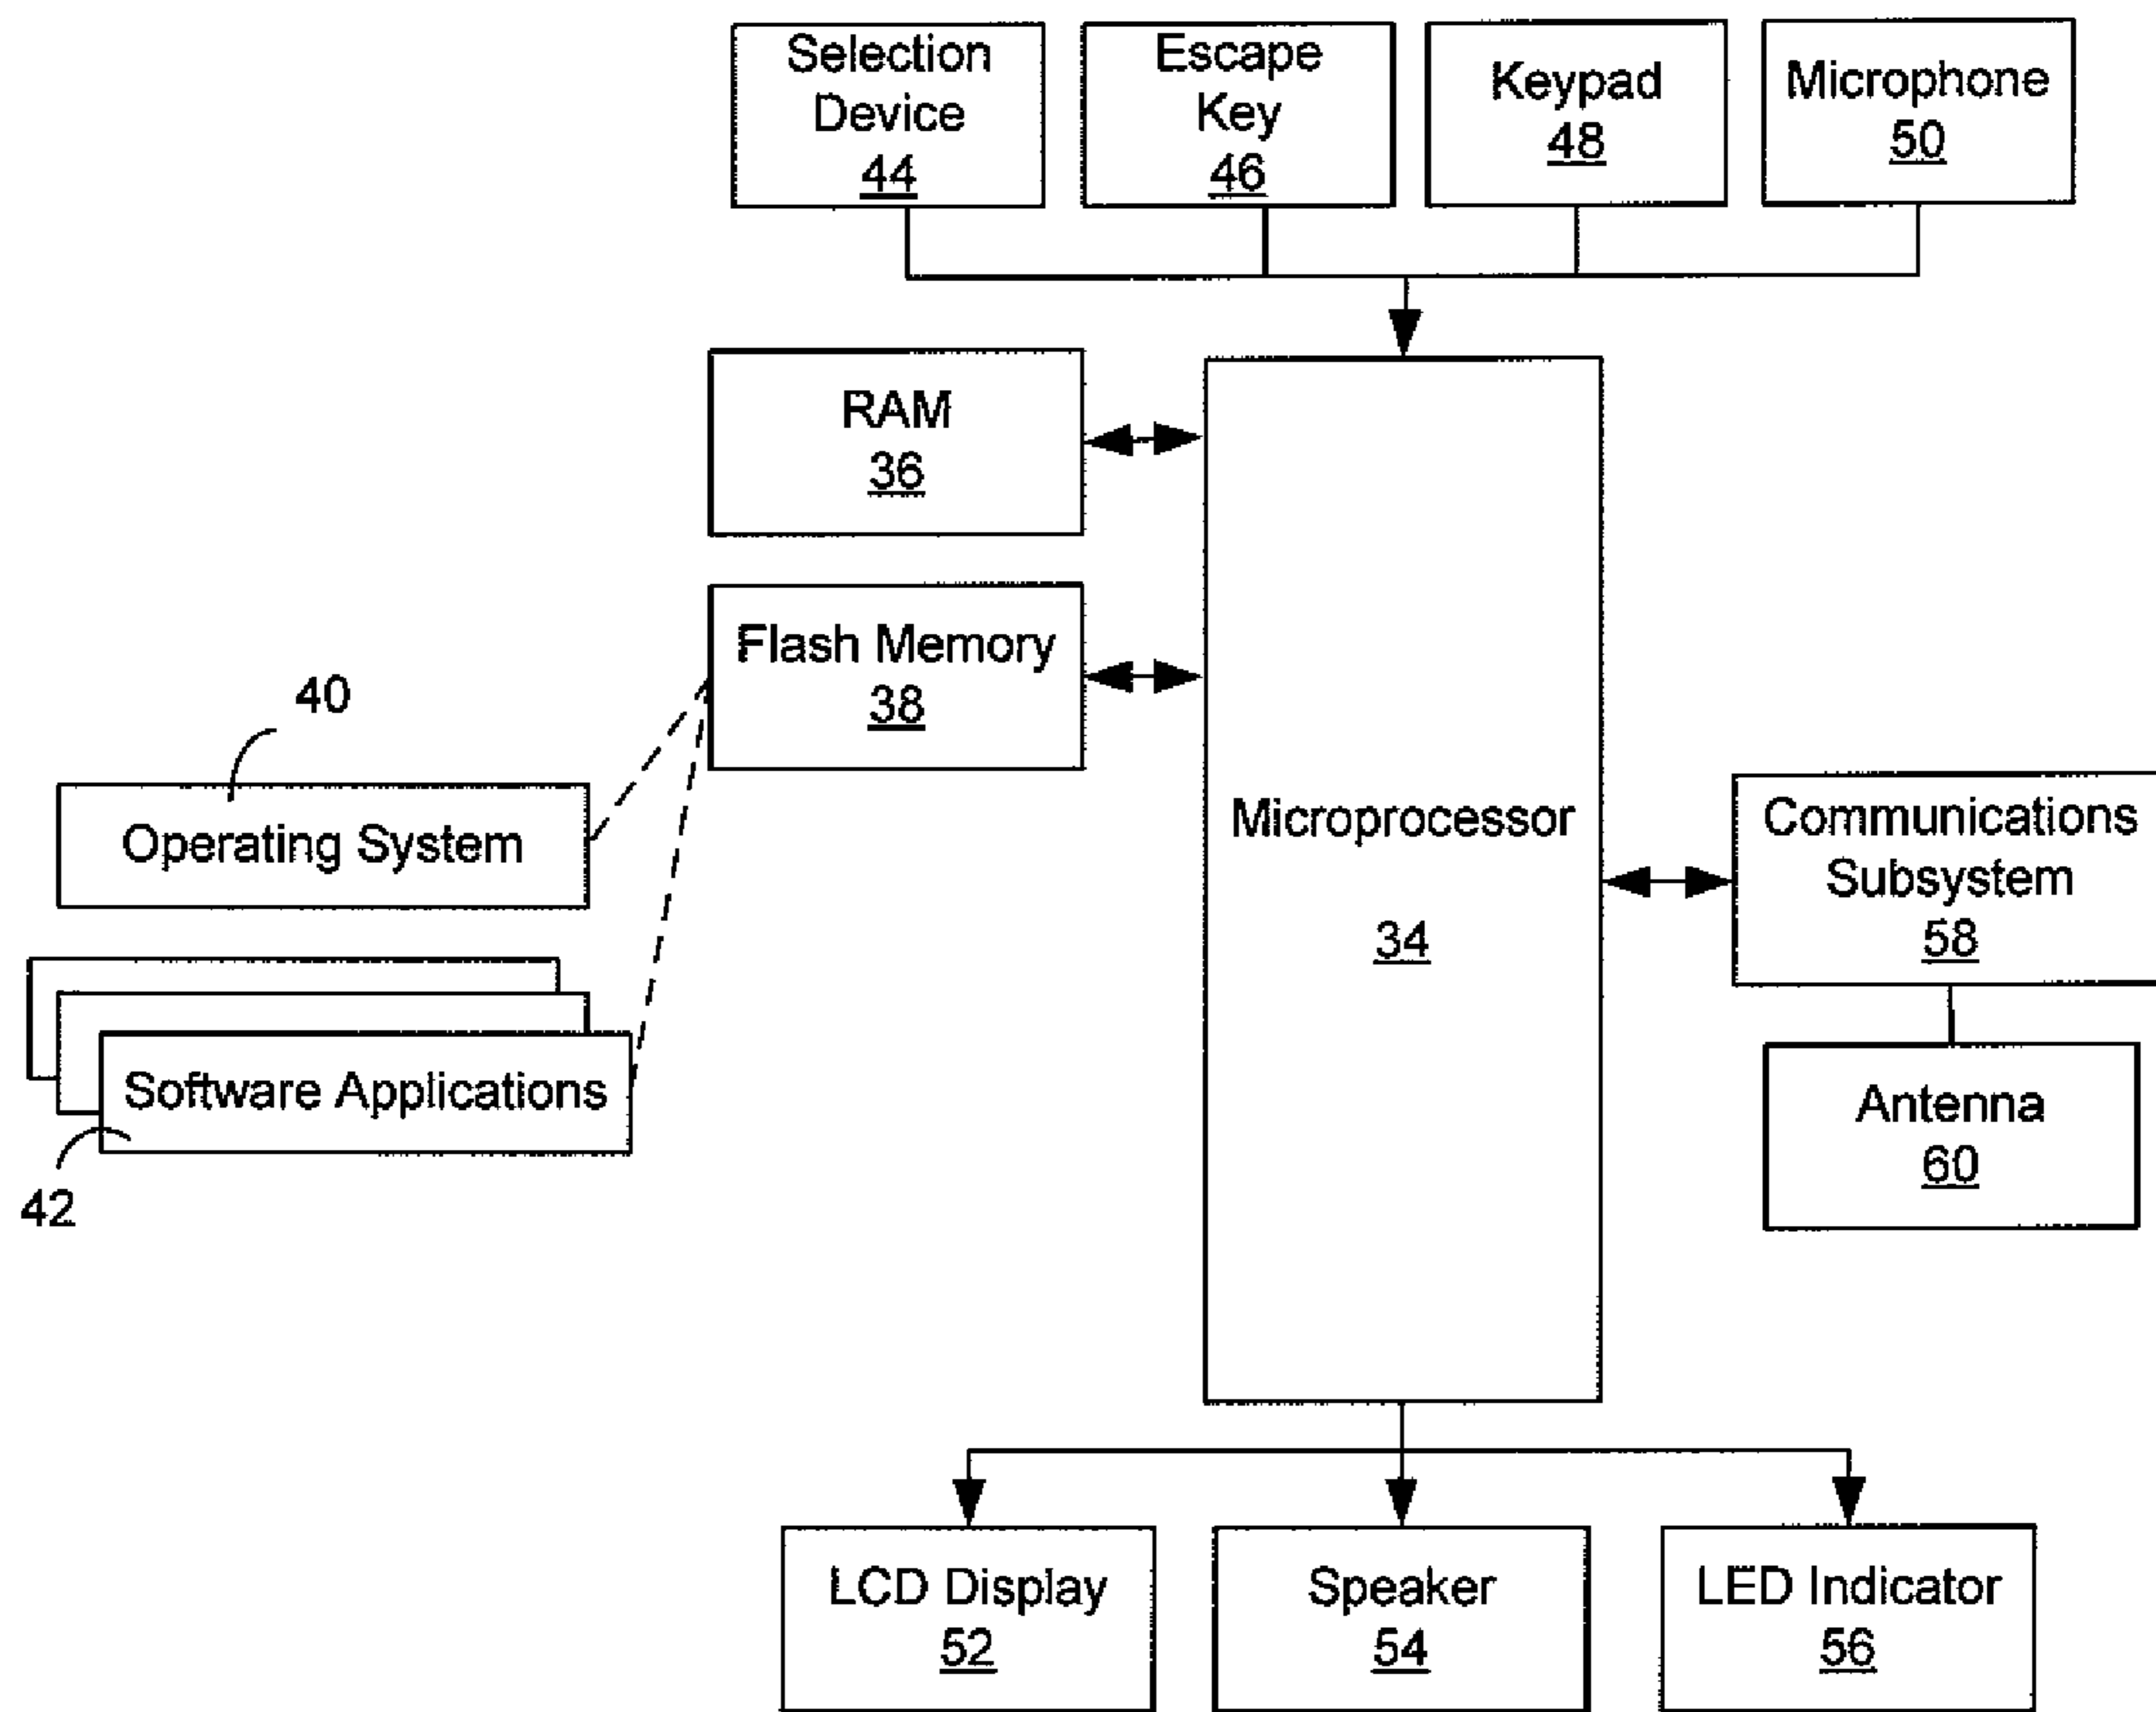 Selection
Device
44
Escape
Key
46
Keypad
48
Microphone
50
RAM
36
Flash Memory
38
40
Operating System
Software Applications
42
Microprocessor
34
Communications
Subsystem
58
Antenna
60
LCD Display
52
Speaker
54
LED Indicator
56